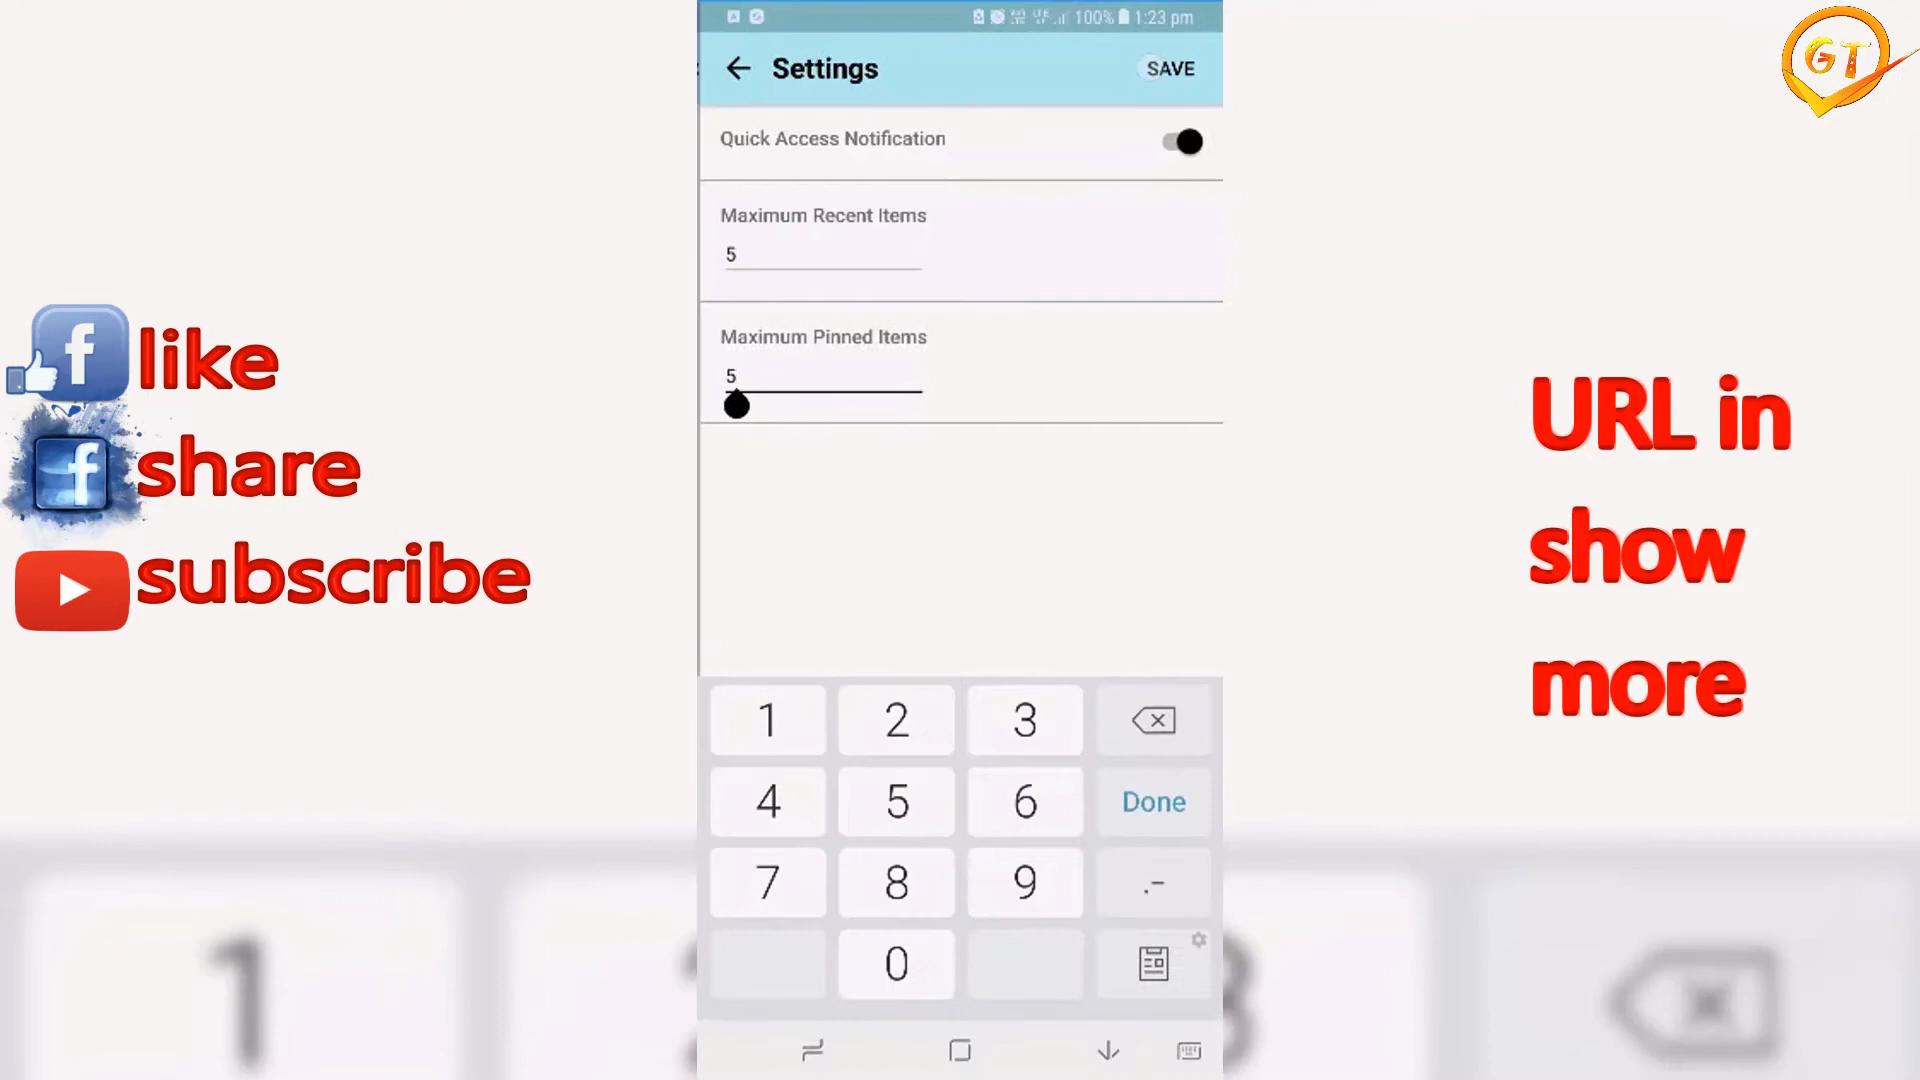 100% 1:23 pm
Settings SAVE
Quick Access Notification
Maximum Recent Items
5
Maximum Pinned Items
5
1 2 3
4 5 6 Done
7 8 9 .-
0
like
share
subscribe
URL in
show
more
GT
1